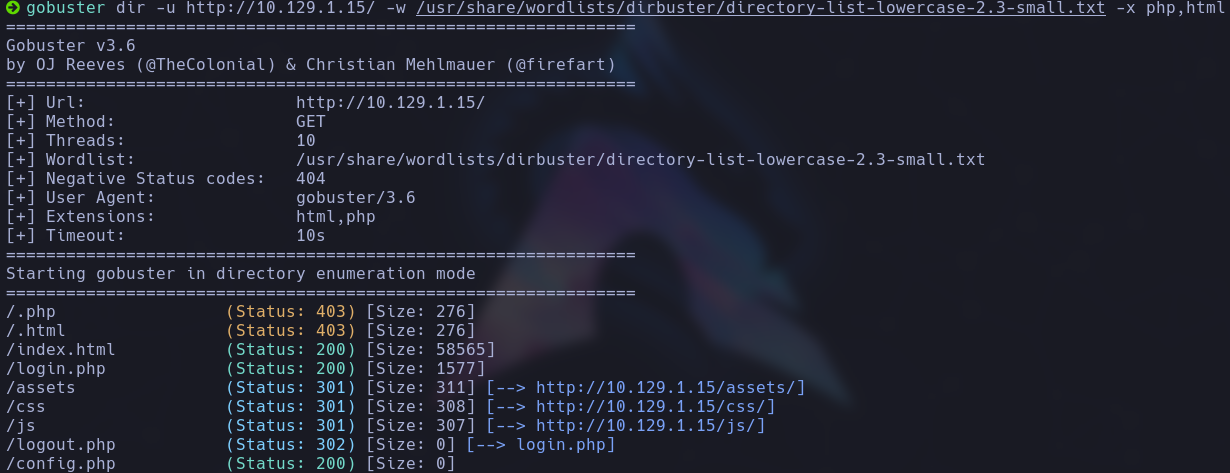 gobuster dir -u http://10.129.1.15/ -w /usr/share/wordlists/dirbuster/directory-list-lowercase-2.3-small.txt -x php,html
===============================================================
Gobuster v3.6
by OJ Reeves (@TheColonial) & Christian Mehlmauer (@firefart)
===============================================================
[+] Url:                     http://10.129.1.15/
[+] Method:                  GET
[+] Threads:                 10
[+] Wordlist:                /usr/share/wordlists/dirbuster/directory-list-lowercase-2.3-small.txt
[+] Negative Status codes:   404
[+] User Agent:              gobuster/3.6
[+] Extensions:              html,php
[+] Timeout:                 10s
===============================================================
Starting gobuster in directory enumeration mode
===============================================================
/.php                 (Status: 403) [Size: 276]
/.html                (Status: 403) [Size: 276]
/index.html           (Status: 200) [Size: 58565]
/login.php            (Status: 200) [Size: 1577]
/assets               (Status: 301) [Size: 311] [--> http://10.129.1.15/assets/]
/css                  (Status: 301) [Size: 308] [--> http://10.129.1.15/css/]
/js                   (Status: 301) [Size: 307] [--> http://10.129.1.15/js/]
/logout.php           (Status: 302) [Size: 0] [--> login.php]
/config.php           (Status: 200) [Size: 0]